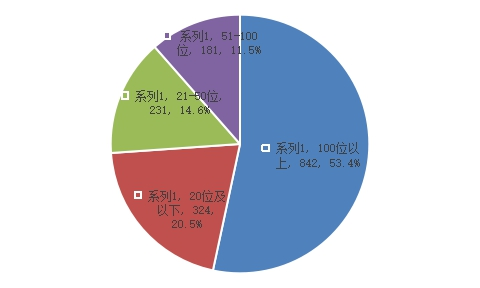 系列1, 51-100
位, 181, 11.5%
系列1, 21-50位,
231, 14.6%
系列1, 100位以
上, 842, 53.4%
系列1, 20位及
以下, 324,
20.5%